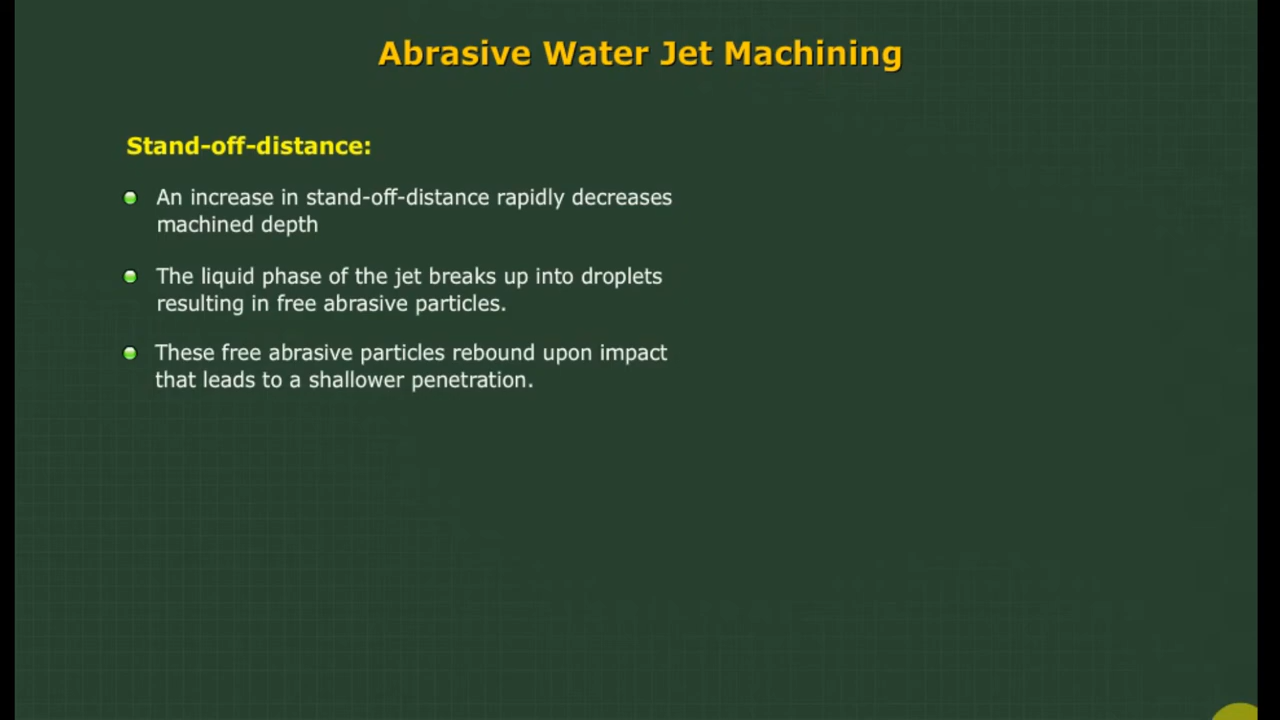 Abrasive Water Jet Machining
Stand-off-distance:
An increase in stand-off-distance rapidly decreases
machined depth
The liquid phase of the jet breaks up into droplets
resulting in free abrasive particles.
These free abrasive particles rebound upon impact
that leads to a shallower penetration.